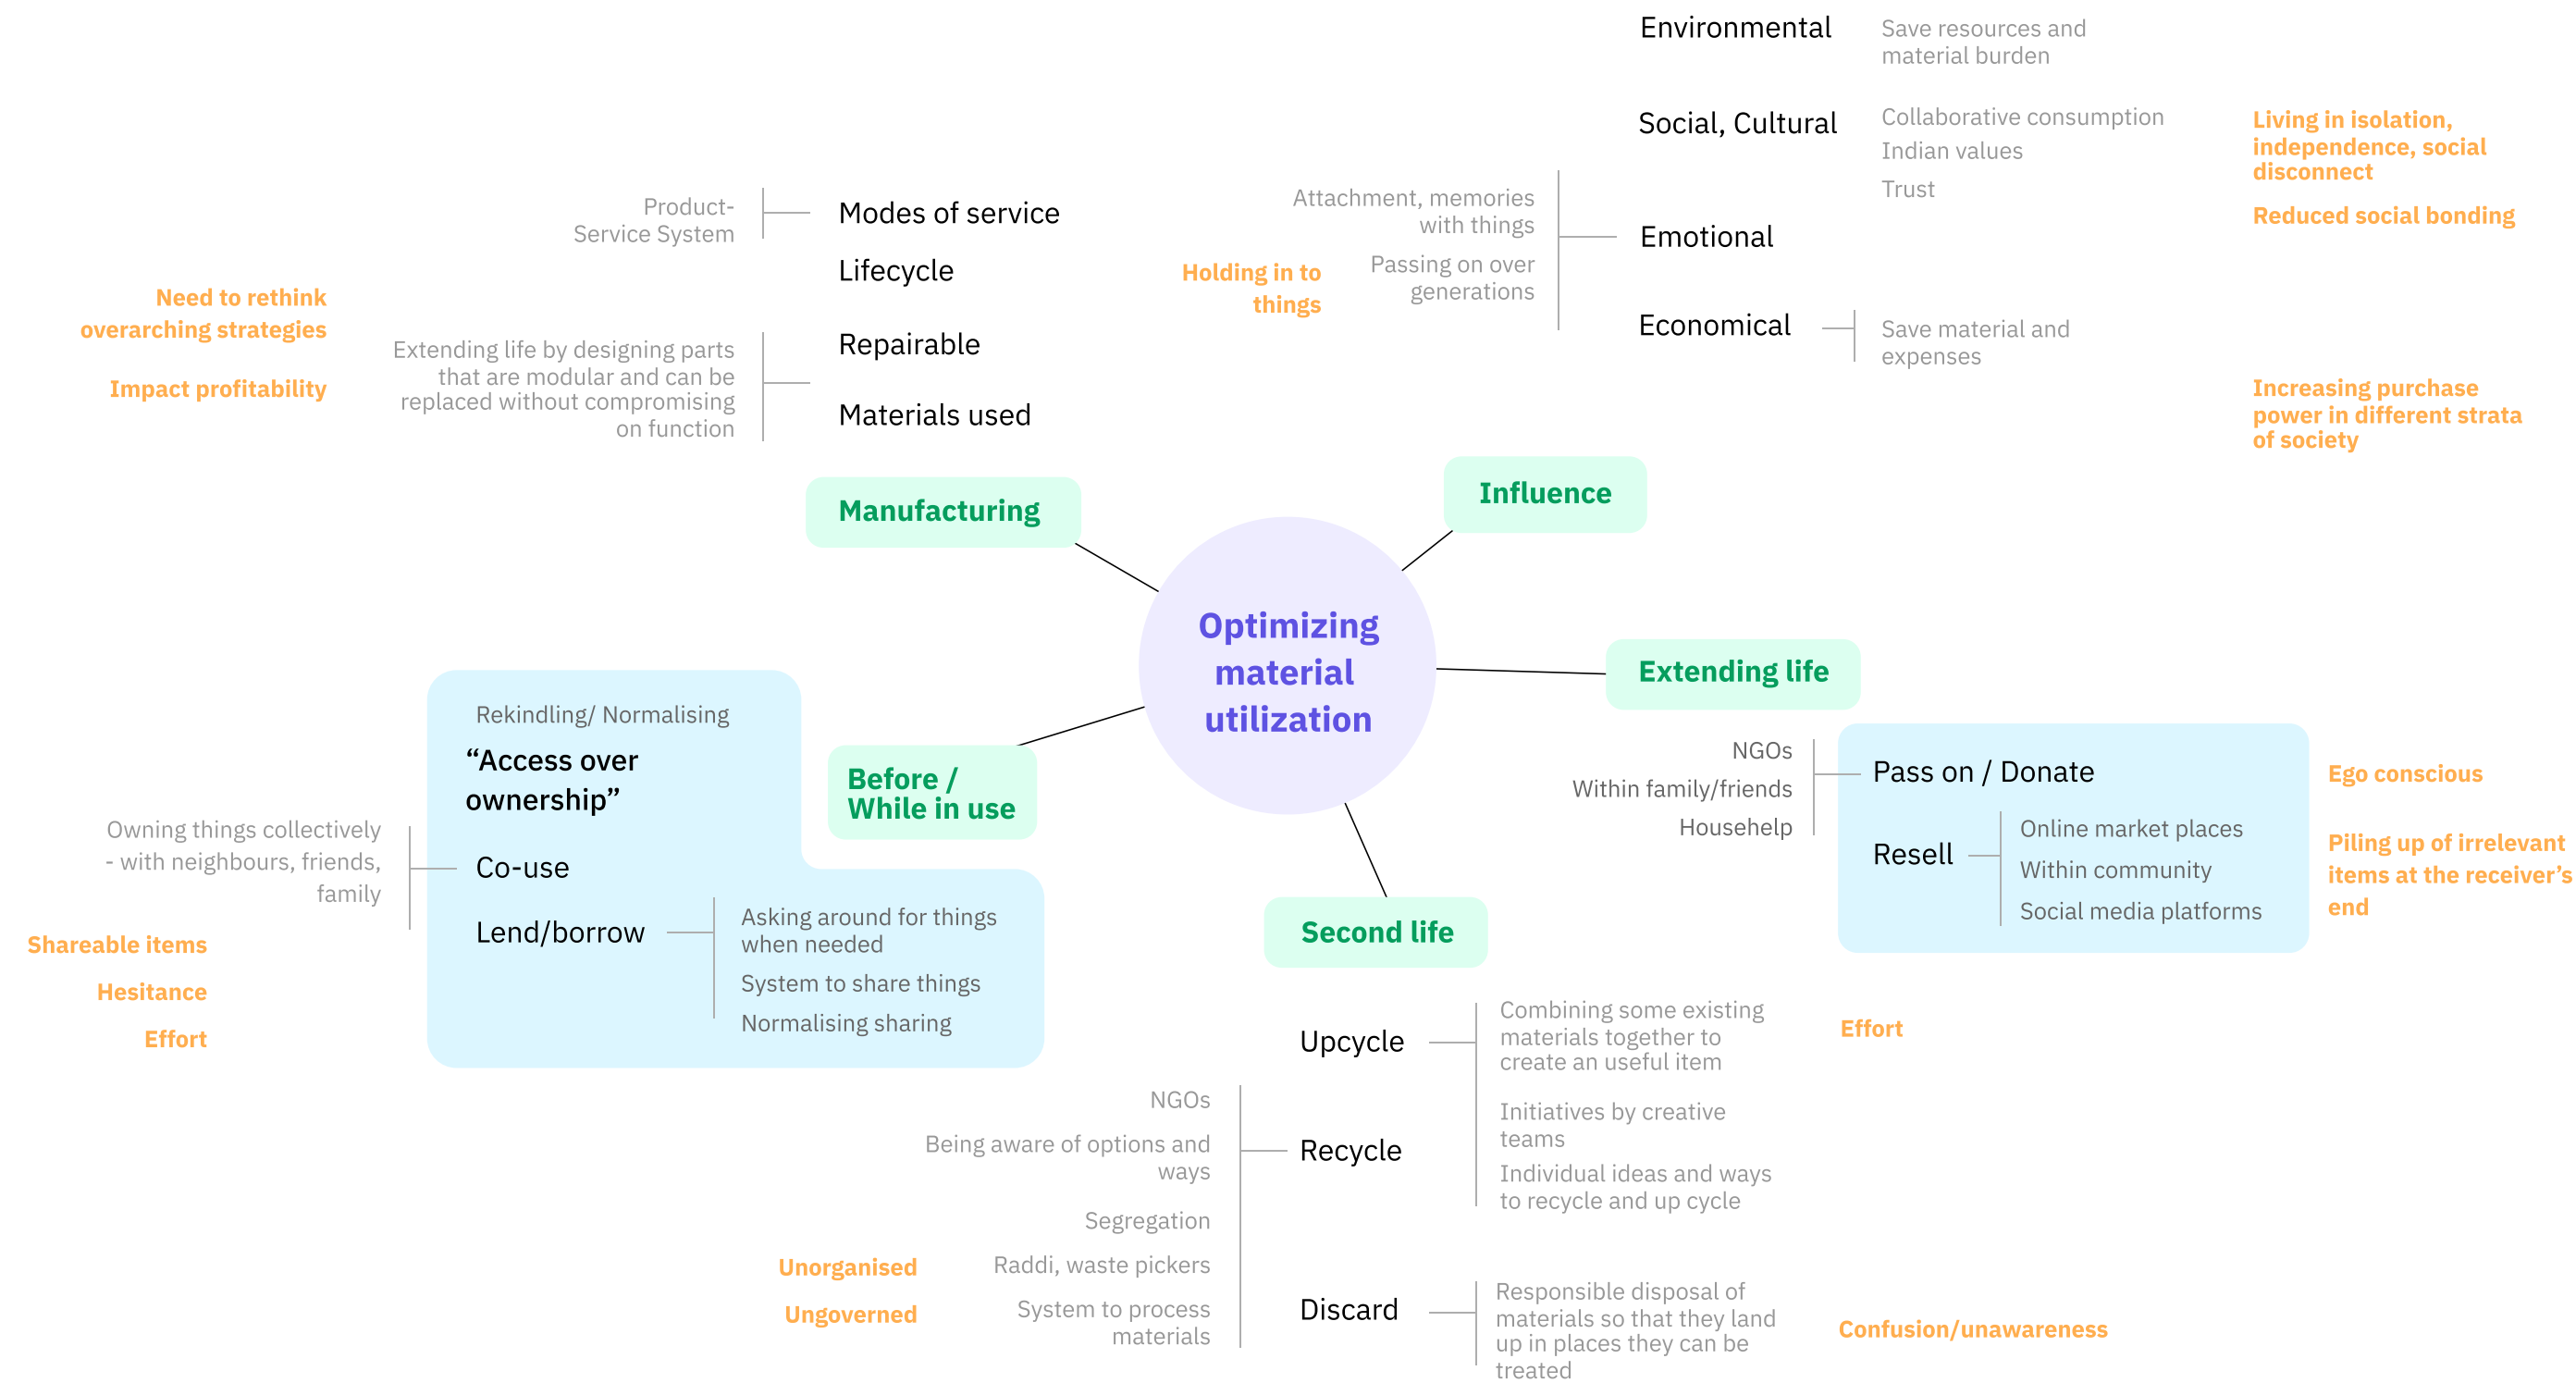 Environmental
Save resources and
material burden
Social, Cultural
Collaborative consumption
Indian values
Trust
Living in isolation,
independence, social
disconnect
Reduced social bonding
Attachment, memories
with things
Passing on over
generations
Holding in to
things
Emotional
Economical
Save material and
expenses
Increasing purchase
power in different strata
of society
Influence
Product-
Service System
Modes of service
Lifecycle
Need to rethink
overarching strategies
Impact profitability
Extending life by designing parts
that are modular and can be
replaced without compromising
on function
Repairable
Materials used
Manufacturing
Optimizing
material
utilization
Extending life
NGOs
Within family/friends
Househelp
Pass on / Donate
Resell
Online market places
Within community
Social media platforms
Ego conscious
Piling up of irrelevant
items at the receiver's
end
Before /
While in use
Rekindling/ Normalising
“Access over
ownership”
Owning things collectively
- with neighbours, friends,
family
Co-use
Lend/borrow
Asking around for things
when needed
System to share things
Normalising sharing
Shareable items
Hesitance
Effort
Second life
Upcycle
Combining some existing
materials together to
create an useful item
Initiatives by creative
teams
Individual ideas and ways
to recycle and up cycle
Effort
NGOs
Being aware of options and
ways
Segregation
Raddi, waste pickers
System to process
materials
Recycle
Unorganised
Ungoverned
Discard
Responsible disposal of
materials so that they land
up in places they can be
treated
Confusion/unawareness